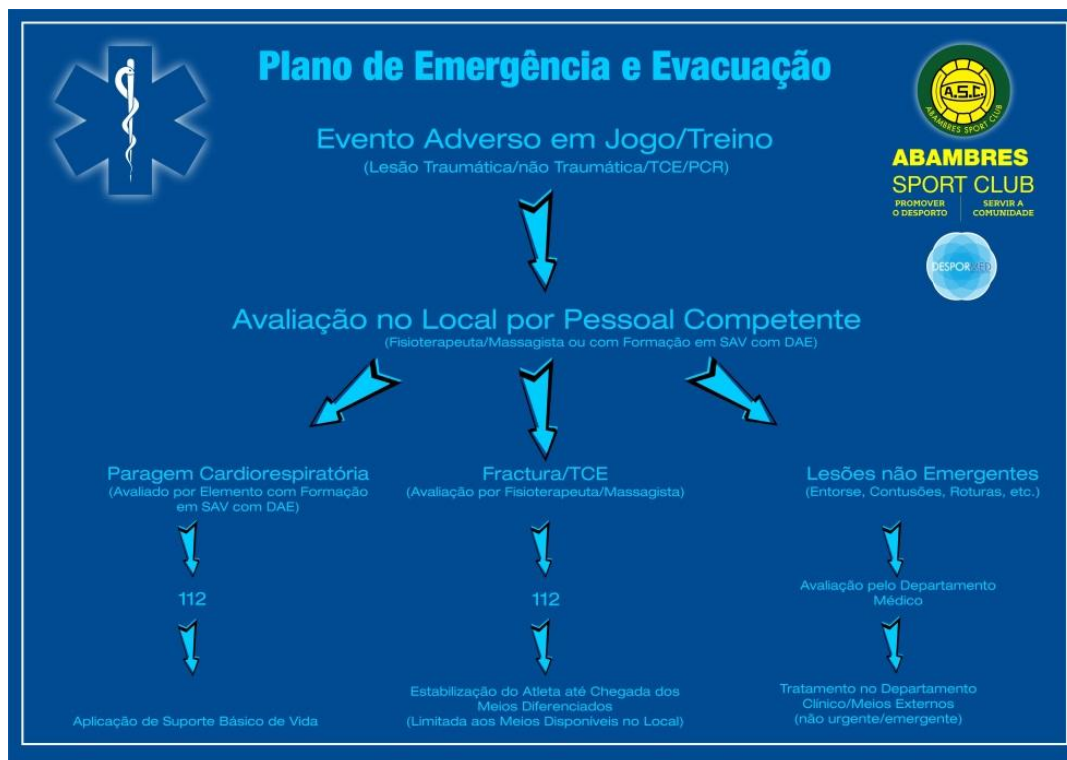 Plano de Emergência e Evacuação
A.S.C.
ABAMBRES SPORT CLUB
ABAMBRES
SPORT CLUB
PROMOVER
O DESPORTO
SERVIR A
COMUNIDADE
DESPORMED
Evento Adverso em Jogo/Treino
(Lesão Traumática/não Traumática/TCE/PCR)
Avaliação no Local por Pessoal Competente
(Fisioterapeuta/Massagista ou com Formação em SAV com DAE)
Paragem Cardiorespiratória
(Avaliado por Elemento com Formação
em SAV com DAE)
112
Aplicação de Suporte Básico de Vida
Fractura/TCE
(Avaliação por Fisioterapeuta/Massagista)
112
Estabilização do Atleta até Chegada dos
Meios Diferenciados
(Limitada aos Meios Disponíveis no Local)
Lesões não Emergentes
(Entorse, Contusões, Roturas, etc.)
Avaliação pelo Departamento
Médico
Tratamento no Departamento
Clínico/Meios Externos
(não urgente/emergente)